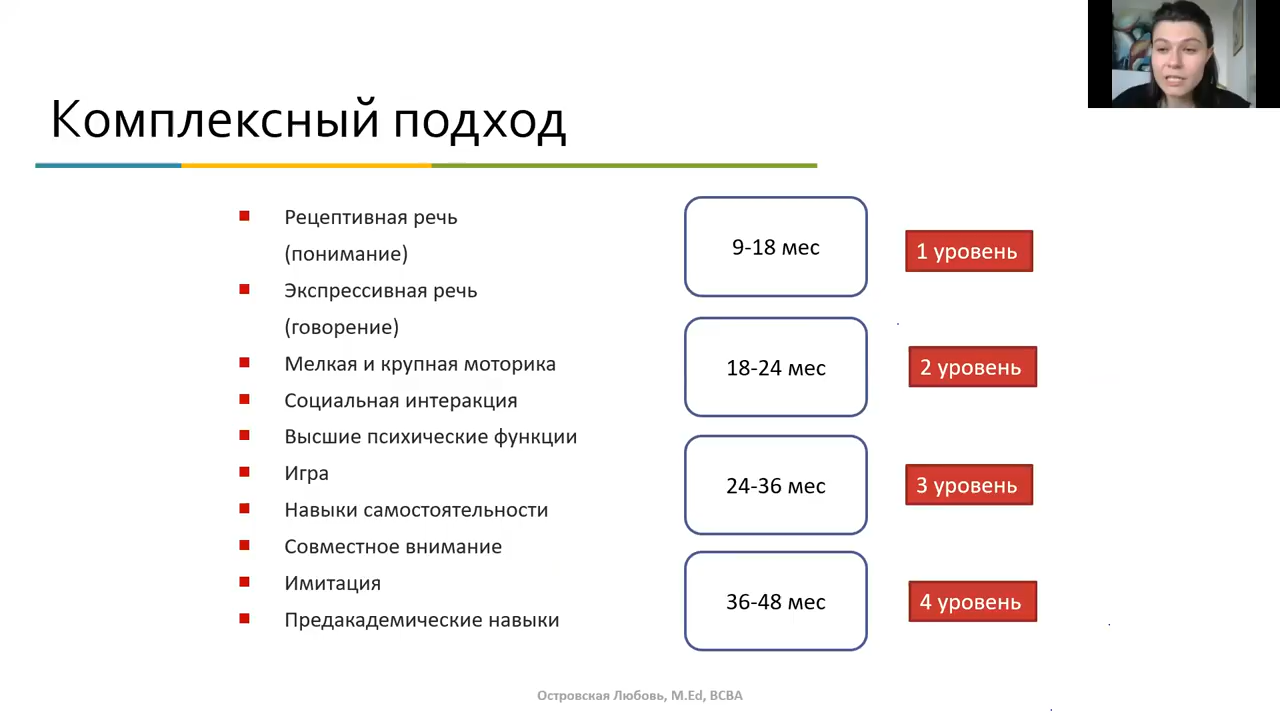 Комплексный подход
Рецептивная речь
(понимание)
Экспрессивная речь
(говорение)
Мелкая и крупная моторика
Социальная интеракция
Высшие психические функции
Игра
Навыки самостоятельности
Совместное внимание
Имитация
Предакадемические навыки
9-18 мес
1 уровень
18-24 мес
2 уровень
24-36 мес
3 уровень
36-48 мес
4 уровень
Островская Любовь, M.Ed, BCBA